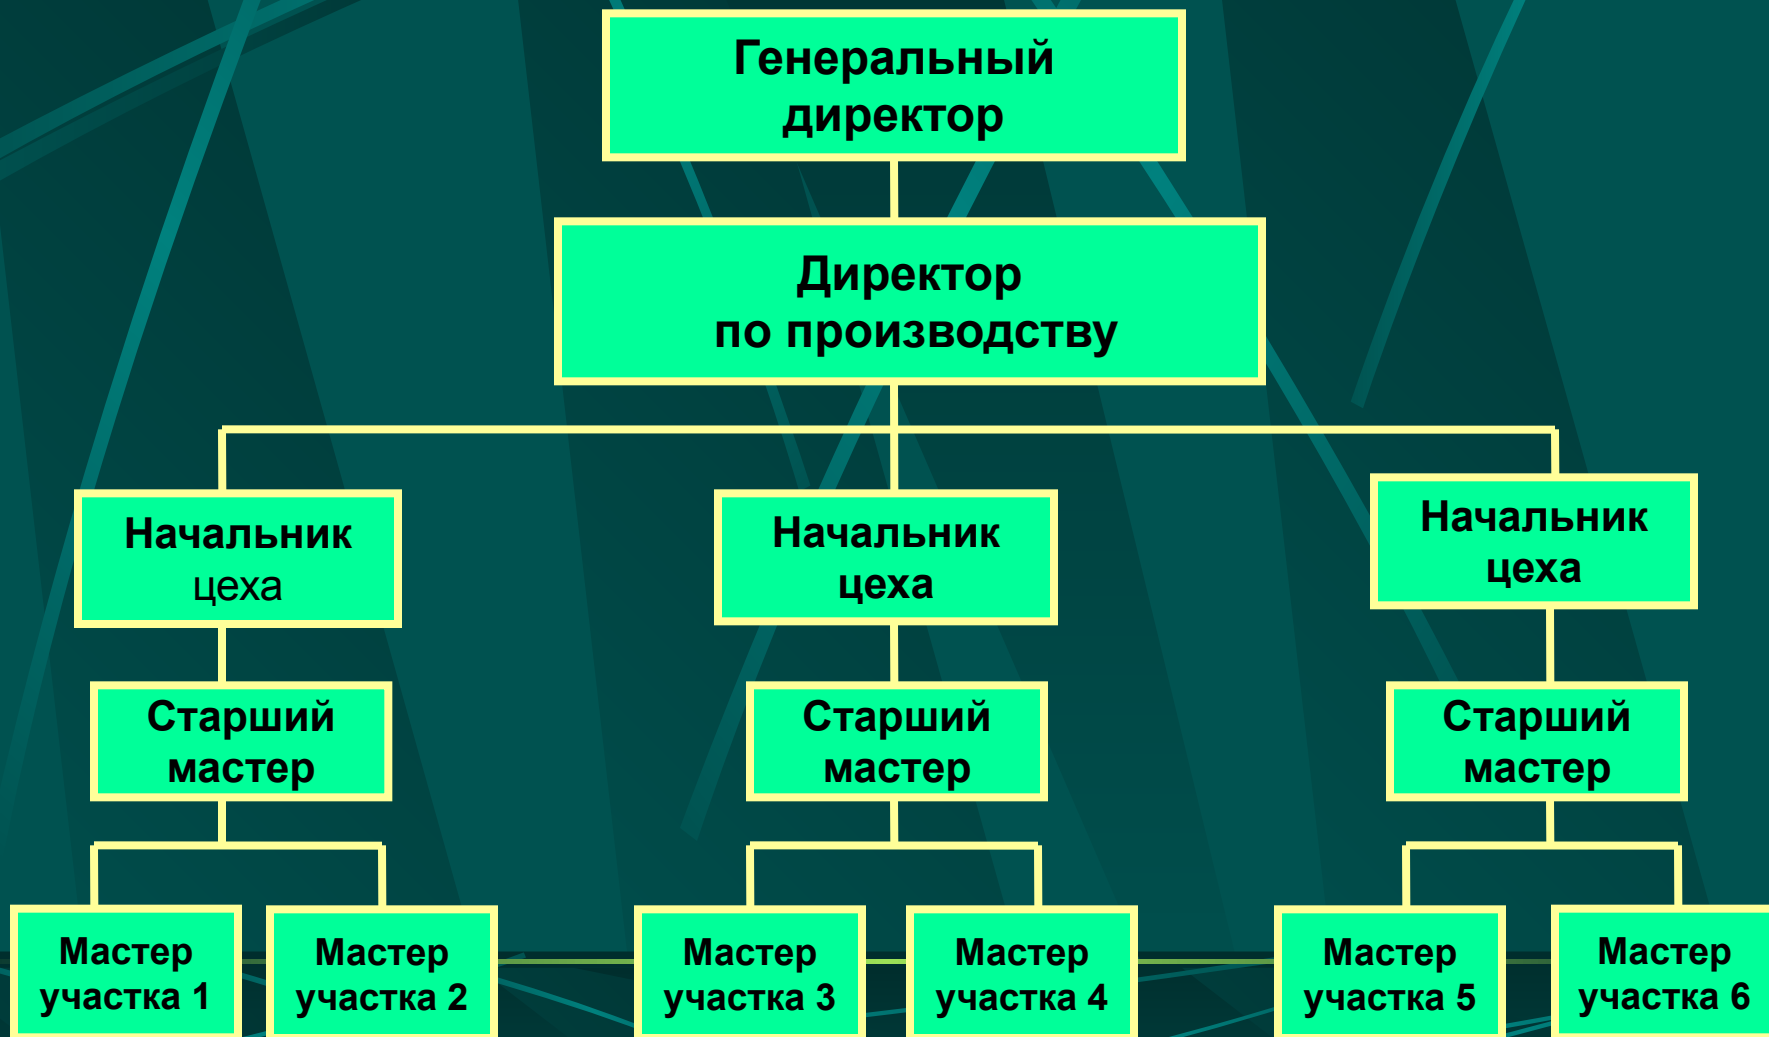 Генеральный
директор
Директор
по производству
Начальник
цеха
Начальник
цеха
Начальник
цеха
Старший
мастер
Старший
мастер
Старший
мастер
Мастер
участка 1
Мастер
участка 2
Мастер
участка 3
Мастер
участка 4
Мастер
участка 5
Мастер
участка 6